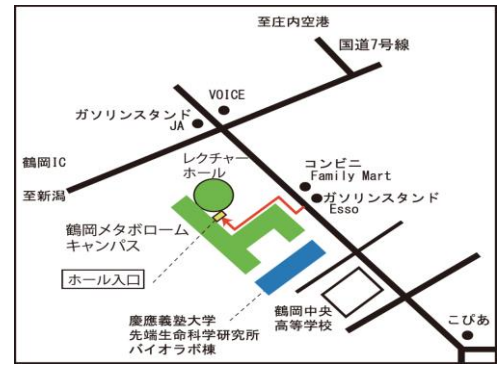 至庄内空港
国道7号線
VOICE
ガソリンスタンド
JA
鶴岡IC
至新潟
レクチャー
ホール
コンビニ
Family Mart
ガソリンスタンド
Esso
鶴岡メタボローム
キャンパス
ホール入口
慶應義塾大学
先端生命科学研究所
バイオラボ棟
鶴岡中央
高等学校
こぴあ